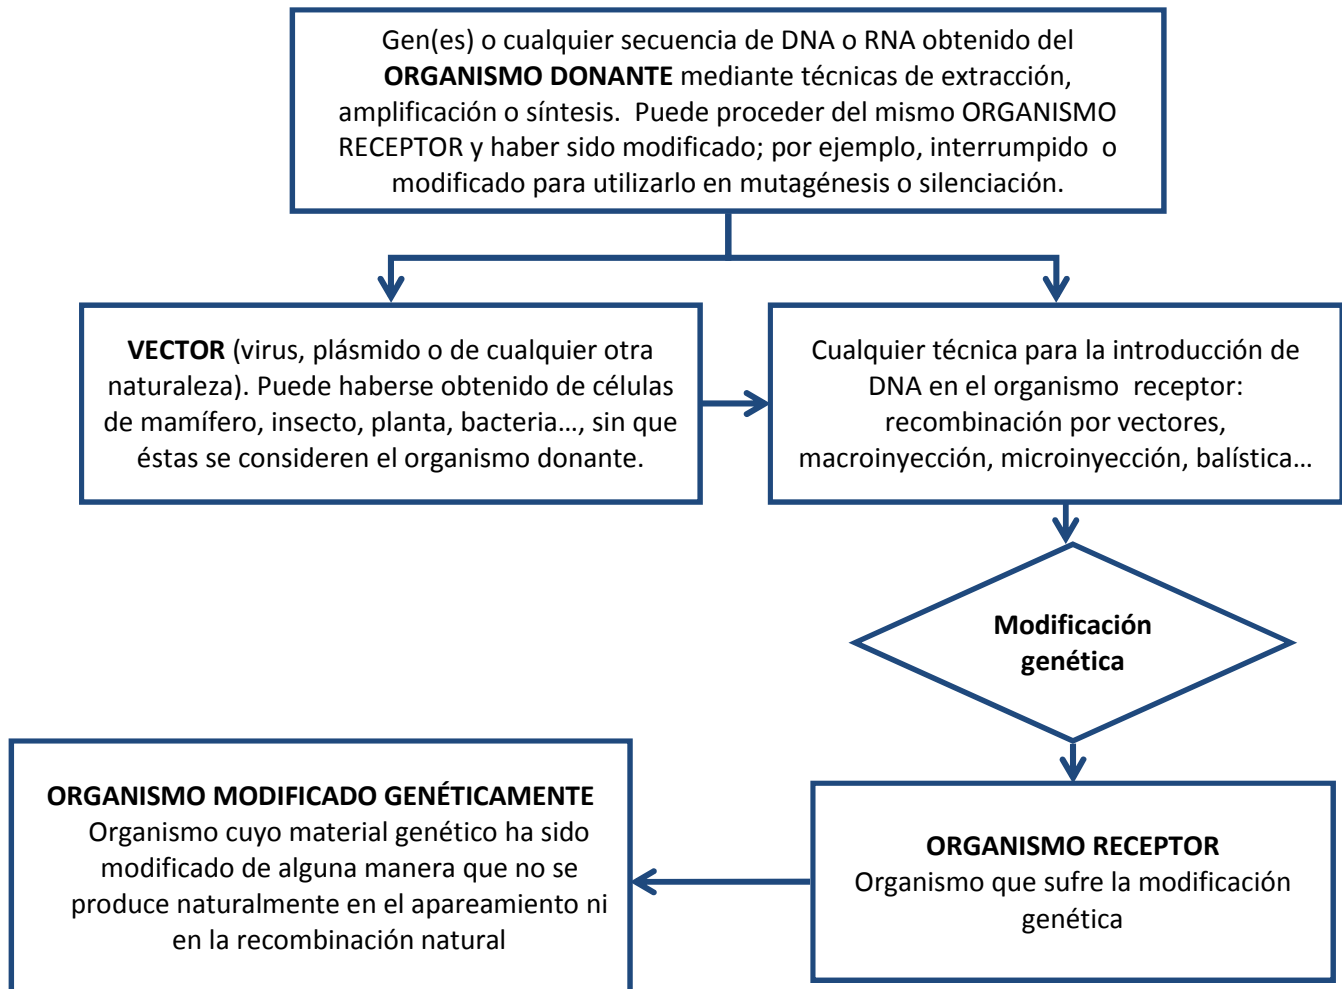 Gen(es) o cualquier secuencia de DNA o RNA obtenido del
ORGANISMO DONANTE mediante técnicas de extracción,
amplificación o síntesis. Puede proceder del mismo ORGANISMO
RECEPTOR y haber sido modificado; por ejemplo, interrumpido o
modificado para utilizarlo en mutagénesis o silenciación.
VECTOR (virus, plásmido o de cualquier otra
naturaleza). Puede haberse obtenido de células
de mamífero, insecto, planta, bacteria…, sin que
éstas se consideren el organismo donante.
Cualquier técnica para la introducción de
DNA en el organismo receptor:
recombinación por vectores,
macroinyección, microinyección, balística…
Modificación
genética
ORGANISMO RECEPTOR
Organismo que sufre la modificación
genética
ORGANISMO MODIFICADO GENÉTICAMENTE
Organismo cuyo material genético ha sido
modificado de alguna manera que no se
produce naturalmente en el apareamiento ni
en la recombinación natural